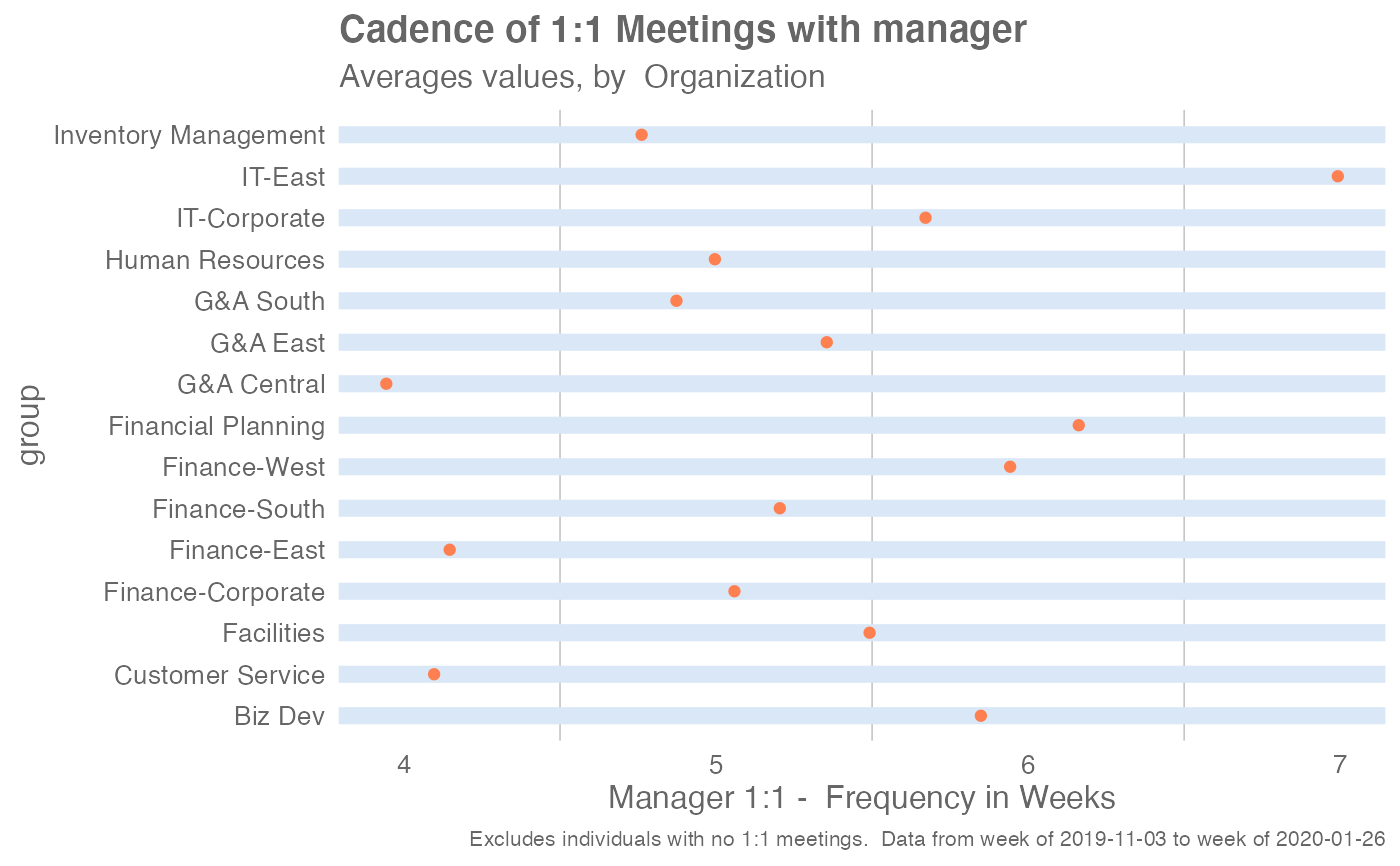 Cadence of 1:1 Meetings with manager
Averages values, by  Organization
Inventory Management
IT-East
IT-Corporate
Human Resources
G&A South
G&A East
G&A Central
Financial Planning
Finance-West
Finance-South
Finance-East
Finance-Corporate
Facilities
Customer Service
Biz Dev
group
4 5 6 7
Manager 1:1 -  Frequency in Weeks
Excludes individuals with no 1:1 meetings.  Data from week of 2019-11-03 to week of 2020-01-26